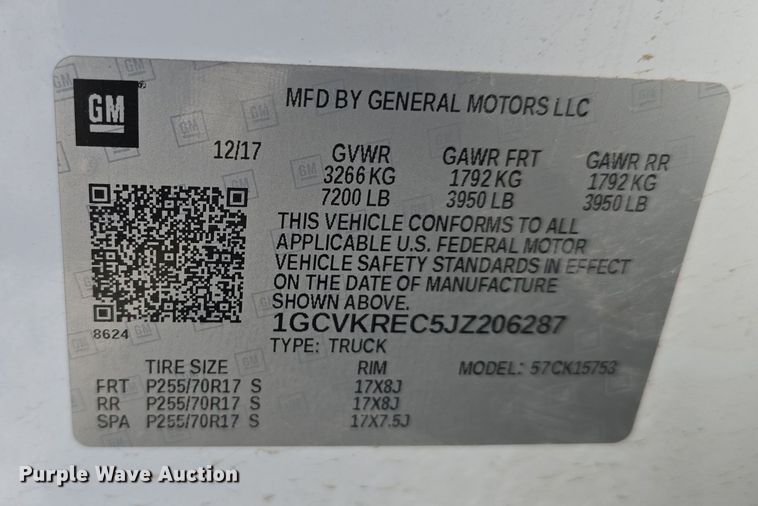 GM
MFD BY GENERAL MOTORS LLC
12/17 GVWR GAWR FRT GAWR RR
3266 KG 1792 KG 1792 KG
7200 LB 3950 LB 3950 LB
THIS VEHICLE CONFORMS TO ALL
APPLICABLE U.S. FEDERAL MOTOR
VEHICLE SAFETY STANDARDS IN EFFECT
ON THE DATE OF MANUFACTURE
SHOWN ABOVE.
8624
1GCVKREC5JZ206287
TYPE: TRUCK
TIRE SIZE RIM MODEL: 57CK15753
FRT P255/70R17 S 17X8J
RR P255/70R17 S 17X8J
SPA P255/70R17 S 17X7.5J
Purple Wave Auction